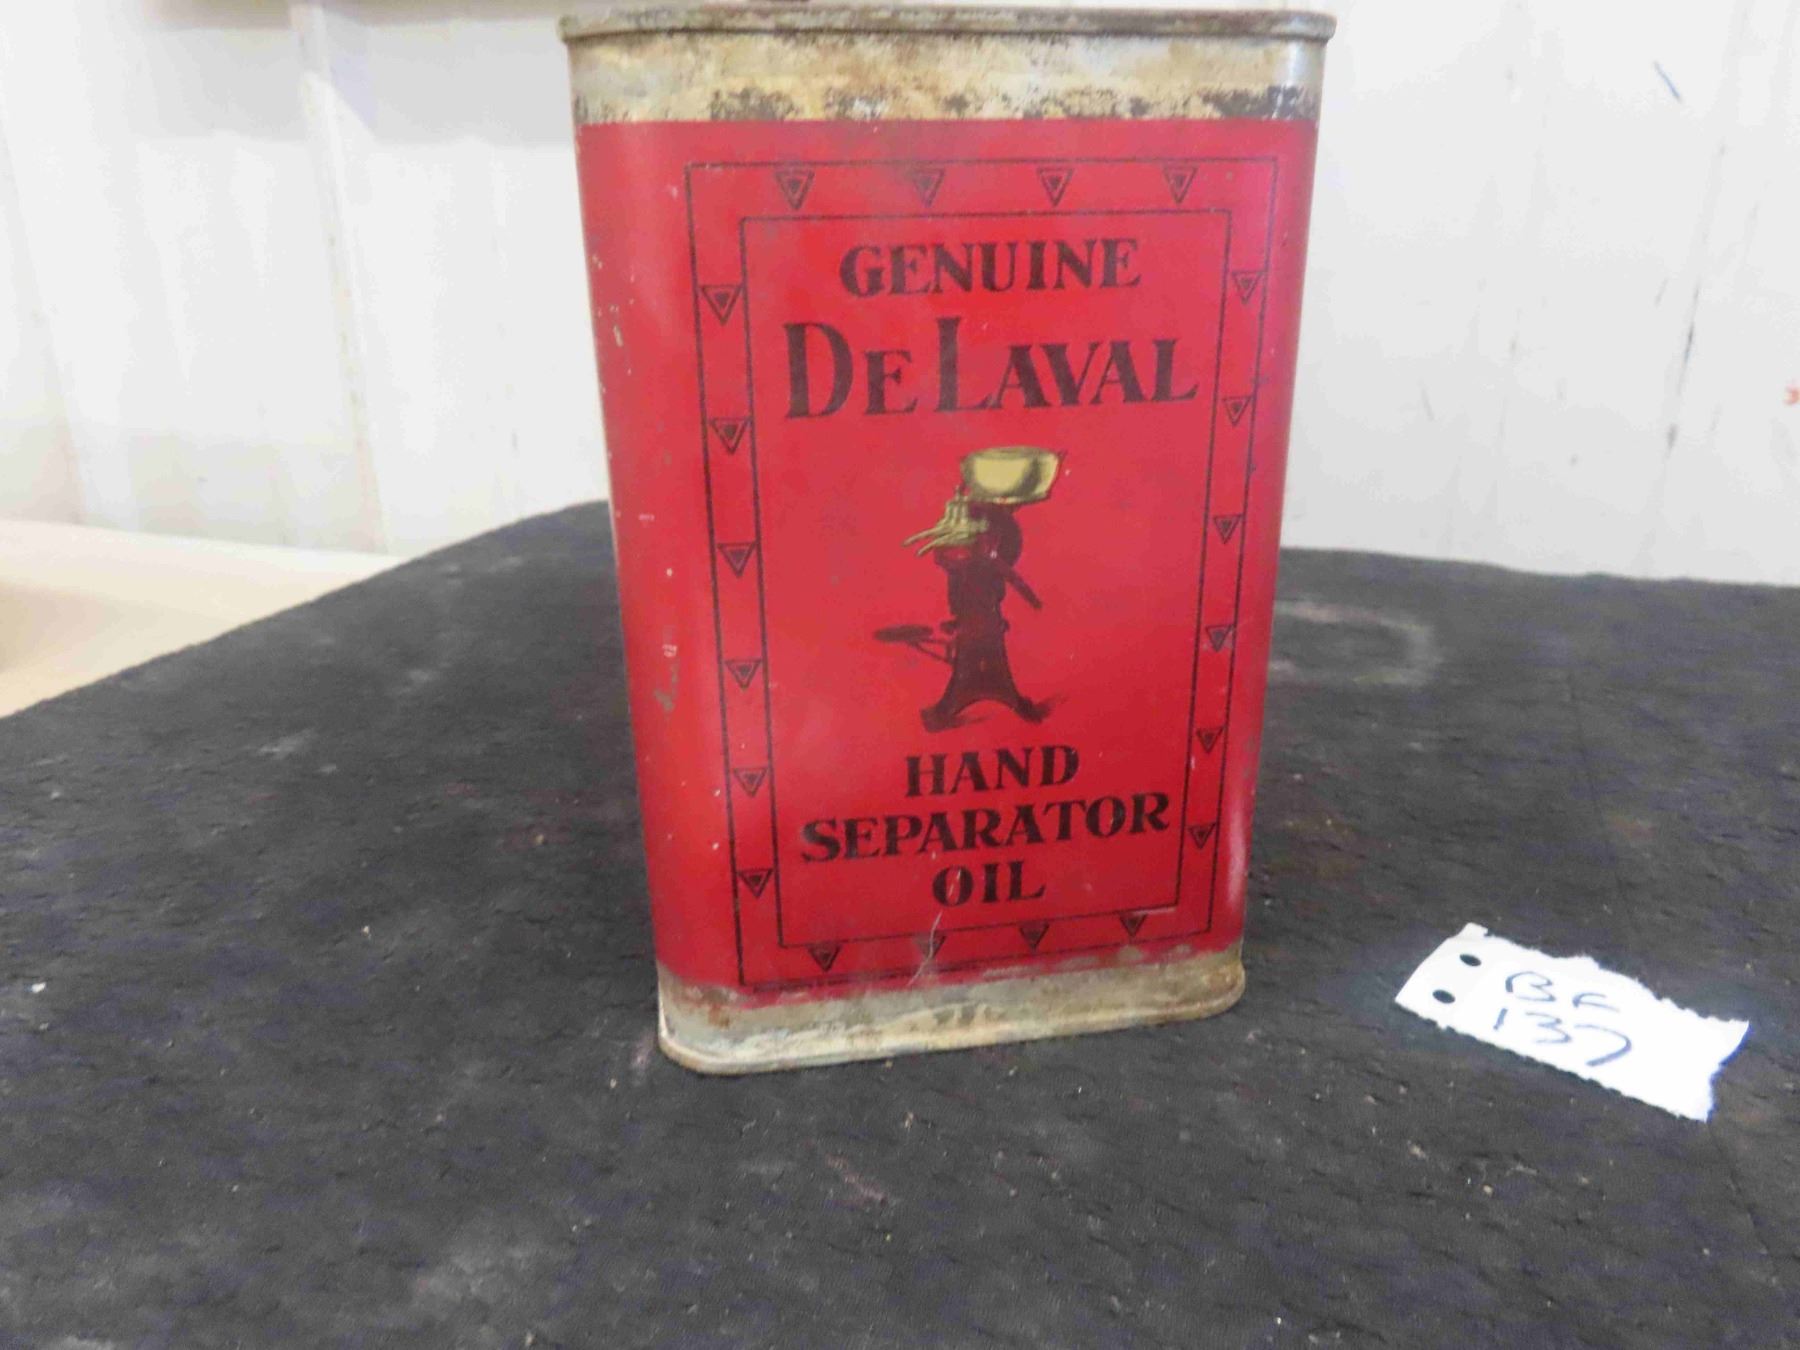 GENUINE
DE LAVAL
HAND
SEPARATOR
OIL
BF
137